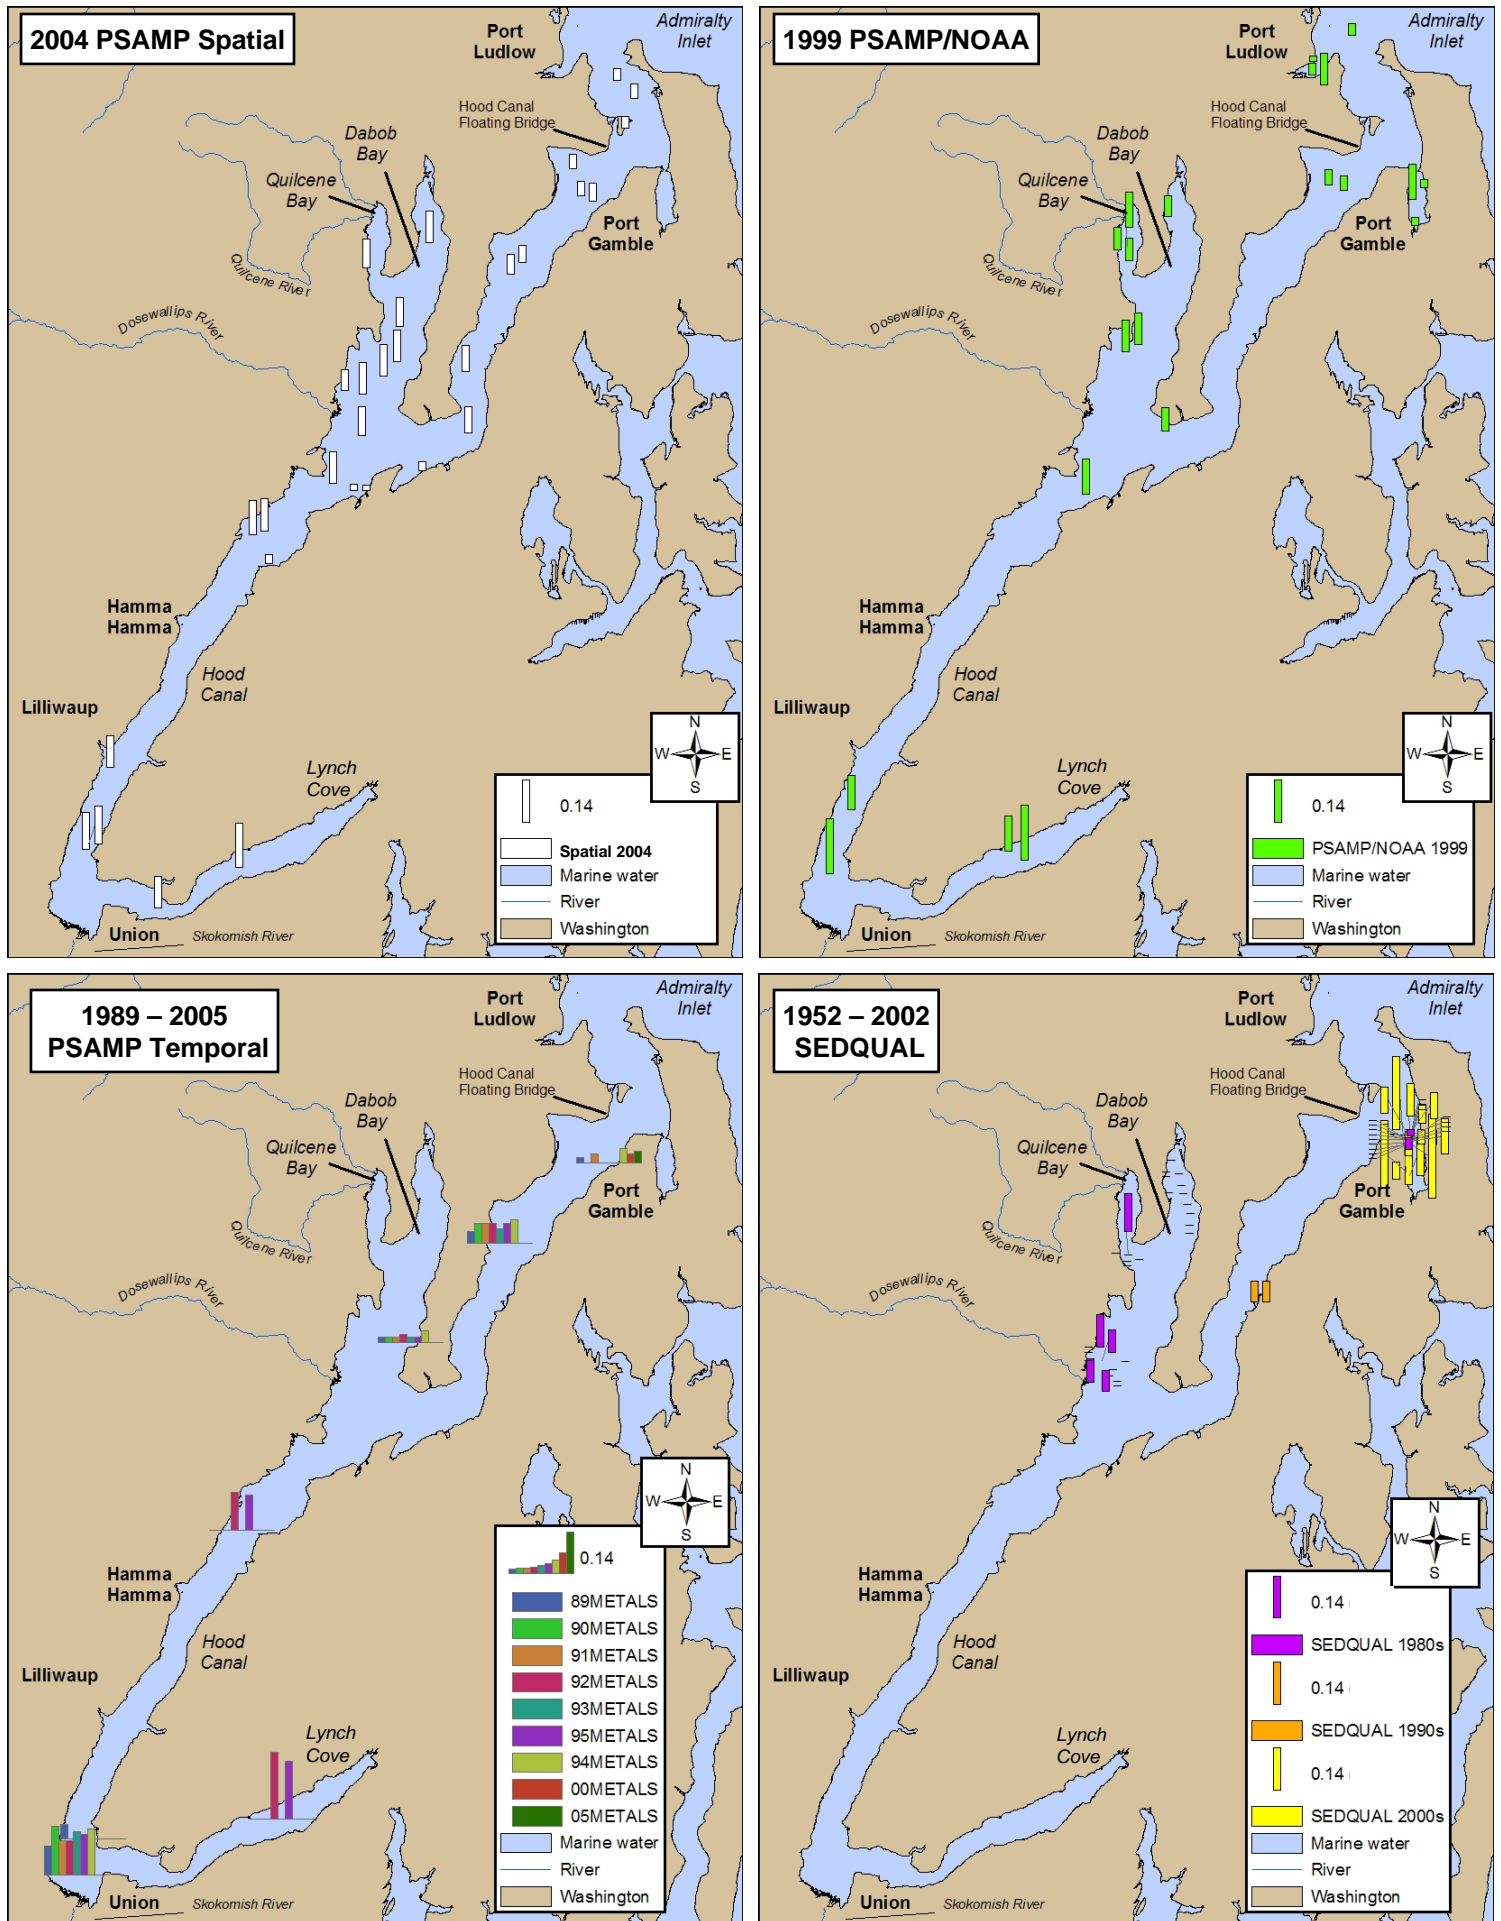 2004 PSAMP Spatial
Port
Ludlow
Admiralty
Inlet
Hood Canal
Floating Bridge
Dabob
Bay
Quilcene
Bay
Port
Gamble
Quilcene River
Dosewallips River
Hamma
Hamma
Hood
Canal
Lilliwaup
Lynch
Cove
Union
Skokomish River
N
W
E
S
0.14
Spatial 2004
Marine water
River
Washington
1999 PSAMP/NOAA
Port
Ludlow
Admiralty
Inlet
Hood Canal
Floating Bridge
Dabob
Bay
Quilcene
Bay
Port
Gamble
Quilcene River
Dosewallips River
Hamma
Hamma
Hood
Canal
Lilliwaup
Lynch
Cove
Union
Skokomish River
N
W
E
S
0.14
PSAMP/NOAA 1999
Marine water
River
Washington
1989 – 2005
PSAMP Temporal
Port
Ludlow
Admiralty
Inlet
Hood Canal
Floating Bridge
Dabob
Bay
Quilcene
Bay
Port
Gamble
Quilcene River
Dosewallips River
Hamma
Hamma
Hood
Canal
Lilliwaup
Lynch
Cove
Union
Skokomish River
N
W
E
S
0.14
89METALS
90METALS
91METALS
92METALS
93METALS
95METALS
94METALS
00METALS
05METALS
Marine water
River
Washington
1952 – 2002
SEDQUAL
Port
Ludlow
Admiralty
Inlet
Hood Canal
Floating Bridge
Dabob
Bay
Quilcene
Bay
Port
Gamble
Quilcene River
Dosewallips River
Hamma
Hamma
Hood
Canal
Lilliwaup
Lynch
Cove
Union
Skokomish River
N
W
E
S
0.14
SEDQUAL 1980s
0.14
SEDQUAL 1990s
0.14
SEDQUAL 2000s
Marine water
River
Washington